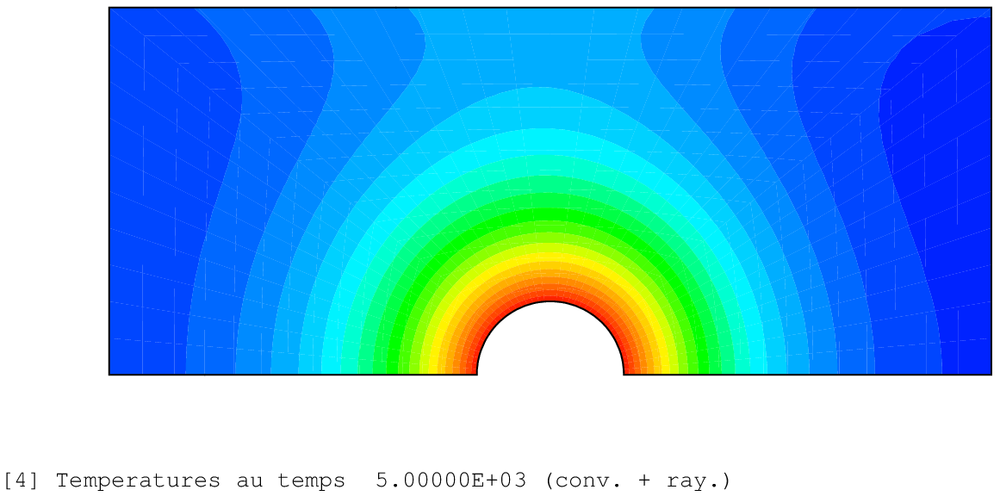 [4] Temperatures au temps  5.00000E+03 (conv. + ray.)